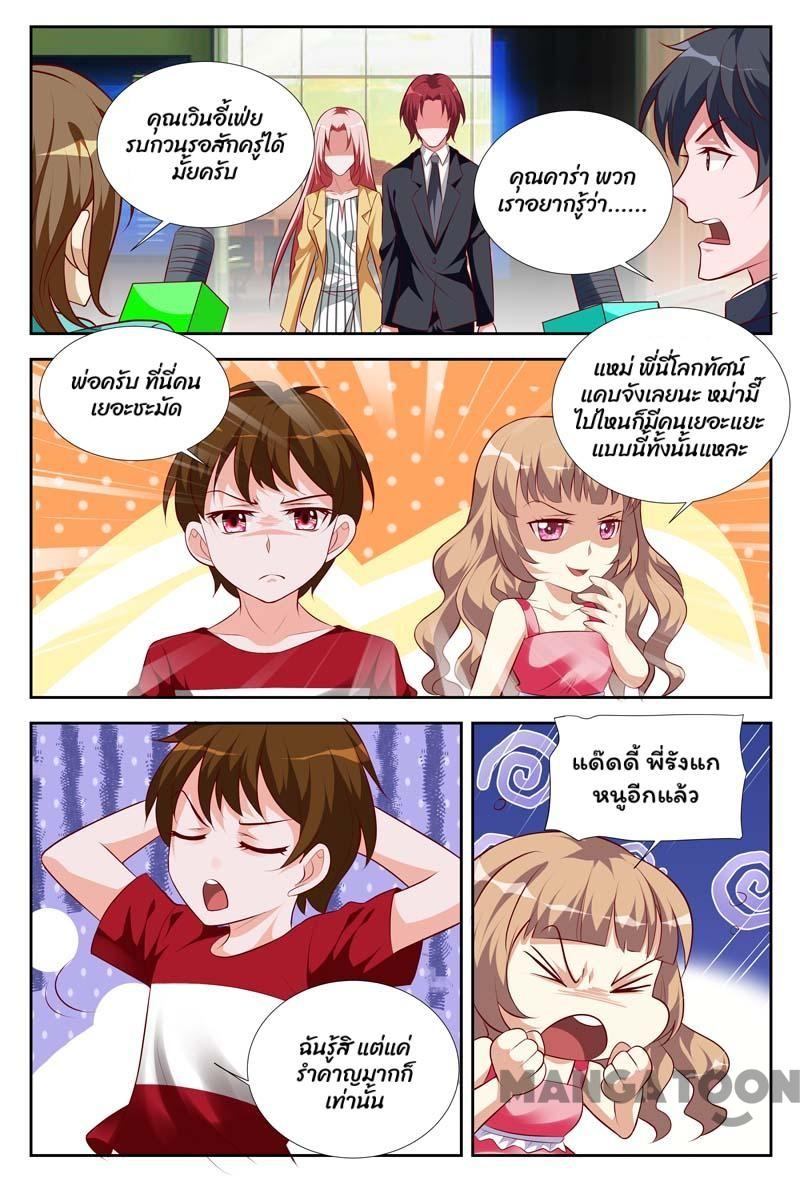 คุณเวินอี้เฟย
รบกวนรอสักครู่ได้
มั้ยครับ
คุณคาร่า พวก
เราอยากรู้ว่า......
พ่อครับ ที่นี่คน
เยอะชะมัด
แหม่ พี่นี่โลกทัศน์
แคบจังเลยนะ หม่ามี๊
ไปไหนก็มีคนเยอะแยะ
แบบนี้ทั้งนั้นแหละ
ฉันรู้สิ แต่แค่
รำคาญมากก็
เท่านั้น
แด๊ดดี้ พี่รังแก
หนูอีกแล้ว
MANGATOON